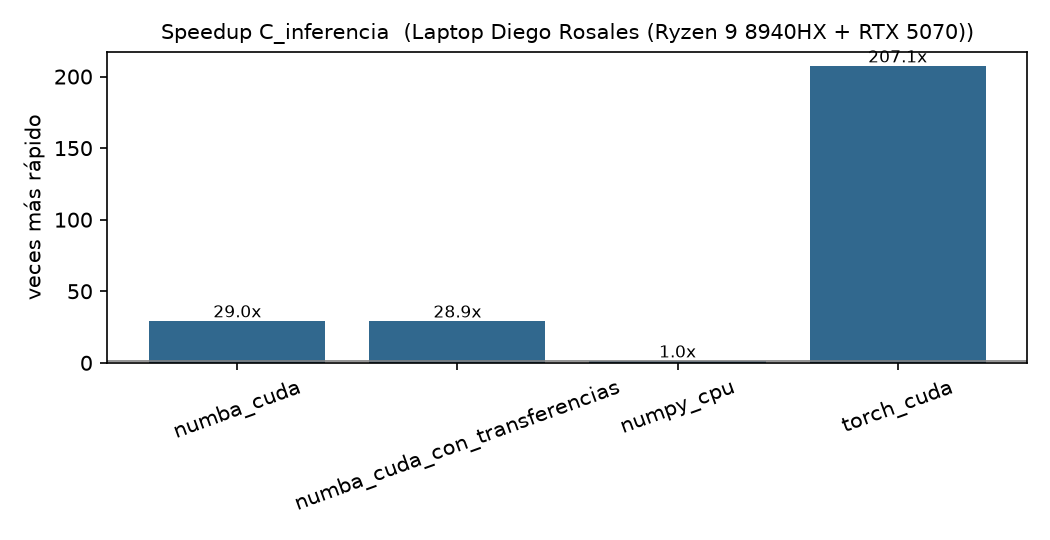 Speedup C_inferencia  (Laptop Diego Rosales (Ryzen 9 8940HX + RTX 5070))
veces más rápido
200
150
100
50
0
29.0x
28.9x
1.0x
207.1x
numba_cuda
numba_cuda_con_transferencias
numpy_cpu
torch_cuda